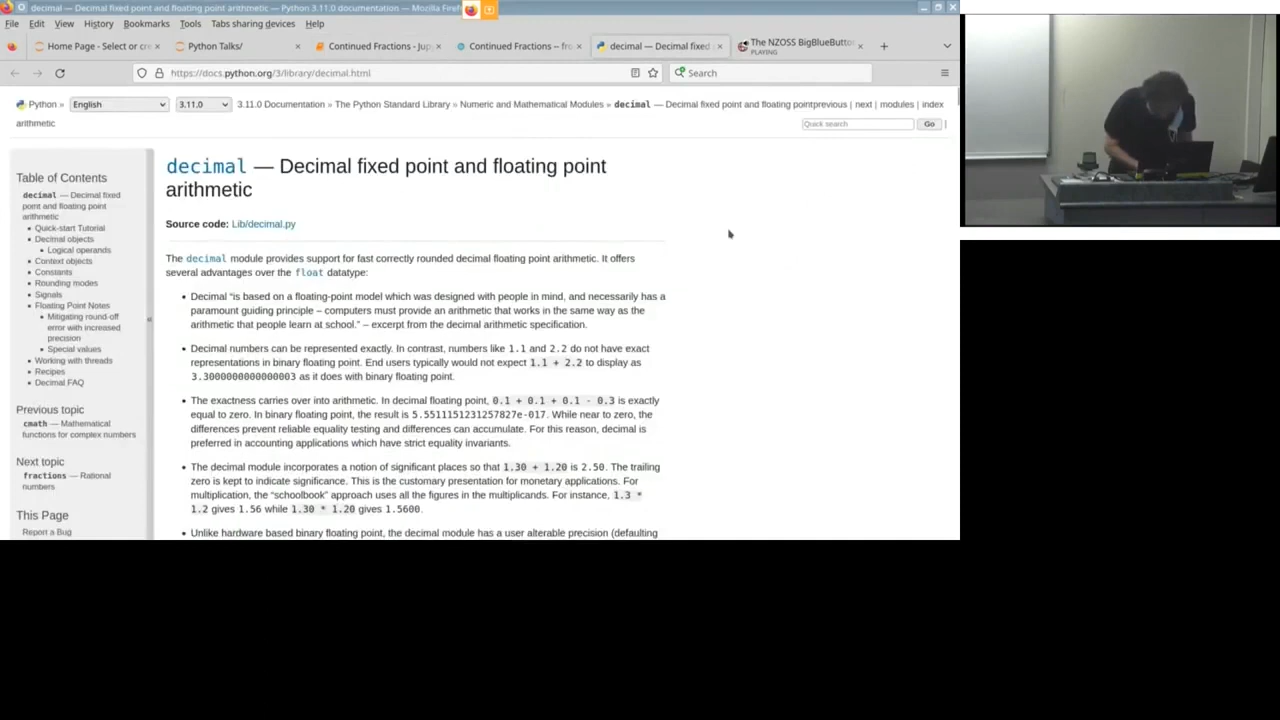 decimal — Decimal fixed point and floating point arithmetic — Python 3.11.0 documentation — Mozilla Firef
File Edit View History Bookmarks Tools Tabs sharing devices Help
Home Page - Select or cre
Python Talks/
Continued Fractions - Jup
Continued Fractions -- fro
decimal — Decimal fixed
The NZOSS BigBlueButto
PLAYING
https://docs.python.org/3/library/decimal.html
Search
Python » English 3.11.0 3.11.0 Documentation » The Python Standard Library » Numeric and Mathematical Modules » decimal — Decimal fixed point and floating point previous | next | modules | index
arithmetic
Quick search Go |
Table of Contents
decimal — Decimal fixed
point and floating point
arithmetic
Quick-start Tutorial
Decimal objects
Logical operands
Context objects
Constants
Rounding modes
Signals
Floating Point Notes
Mitigating round-off
error with increased
precision
Special values
Working with threads
Recipes
Decimal FAQ
Previous topic
cmath — Mathematical
functions for complex numbers
Next topic
fractions — Rational
numbers
This Page
Report a Bug
«
decimal — Decimal fixed point and floating point
arithmetic
Source code: Lib/decimal.py
The decimal module provides support for fast correctly rounded decimal floating point arithmetic. It offers
several advantages over the float datatype:
• Decimal “is based on a floating-point model which was designed with people in mind, and necessarily has a
paramount guiding principle – computers must provide an arithmetic that works in the same way as the
arithmetic that people learn at school.” – excerpt from the decimal arithmetic specification.
• Decimal numbers can be represented exactly. In contrast, numbers like 1.1 and 2.2 do not have exact
representations in binary floating point. End users typically would not expect 1.1 + 2.2 to display as
3.3000000000000003 as it does with binary floating point.
• The exactness carries over into arithmetic. In decimal floating point, 0.1 + 0.1 + 0.1 - 0.3 is exactly
equal to zero. In binary floating point, the result is 5.5511151231257827e-017. While near to zero, the
differences prevent reliable equality testing and differences can accumulate. For this reason, decimal is
preferred in accounting applications which have strict equality invariants.
• The decimal module incorporates a notion of significant places so that 1.30 + 1.20 is 2.50. The trailing
zero is kept to indicate significance. This is the customary presentation for monetary applications. For
multiplication, the “schoolbook” approach uses all the figures in the multiplicands. For instance, 1.3 *
1.2 gives 1.56 while 1.30 * 1.20 gives 1.5600.
• Unlike hardware based binary floating point, the decimal module has a user alterable precision (defaulting